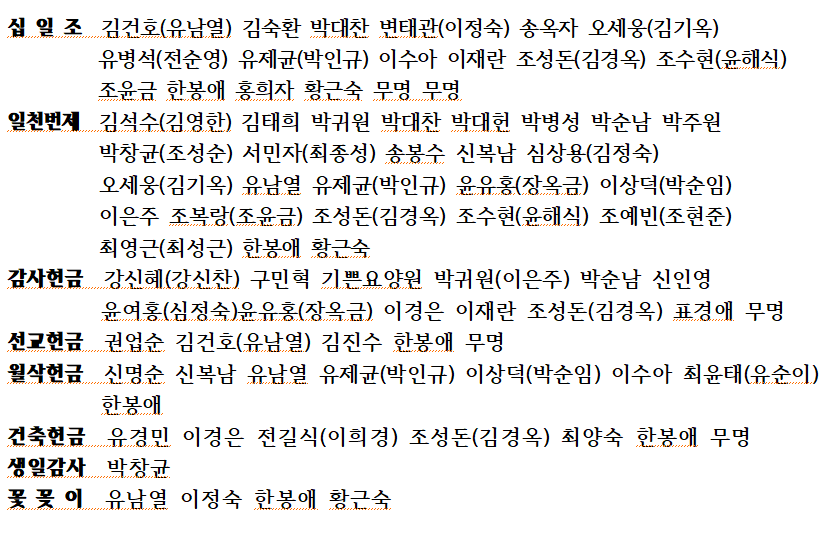 십 일 조 김건호(유남열) 김숙환 박대찬 변태관(이정숙) 송옥자 오세웅(김기옥)
유병석(전순영) 유제균(박인규) 이수아 이재란 조성돈(김경옥) 조수현(윤해식)
조윤금 한봉애 홍희자 황근숙 무명 무명
일천번제 김석수(김영한) 김태희 박귀원 박대찬 박대헌 박병성 박순남 박주원
박창균(조성순) 서민자(최종성) 송봉수 신복남 심상용(김정숙)
오세웅(김기옥) 유남열 유제균(박인규) 윤유홍(장옥금) 이상덕(박순임)
이은주 조복랑(조윤금) 조성돈(김경옥) 조수현(윤해식) 조예빈(조현준)
최영근(최성근) 한봉애 황근숙
감사헌금 강신혜(강신찬) 구민혁 기쁜요양원 박귀원(이은주) 박순남 신인영
윤여홍(심정숙)윤유홍(장옥금) 이경은 이재란 조성돈(김경옥) 표경애 무명
선교헌금 권업순 김건호(유남열) 김진수 한봉애 무명
월삭헌금 신명순 신복남 유남열 유제균(박인규) 이상덕(박순임) 이수아 최윤태(유순이)
한봉애
건축헌금 유경민 이경은 전길식(이희경) 조성돈(김경옥) 최양숙 한봉애 무명
생일감사 박창균
꽃 꽂 이 유남열 이정숙 한봉애 황근숙